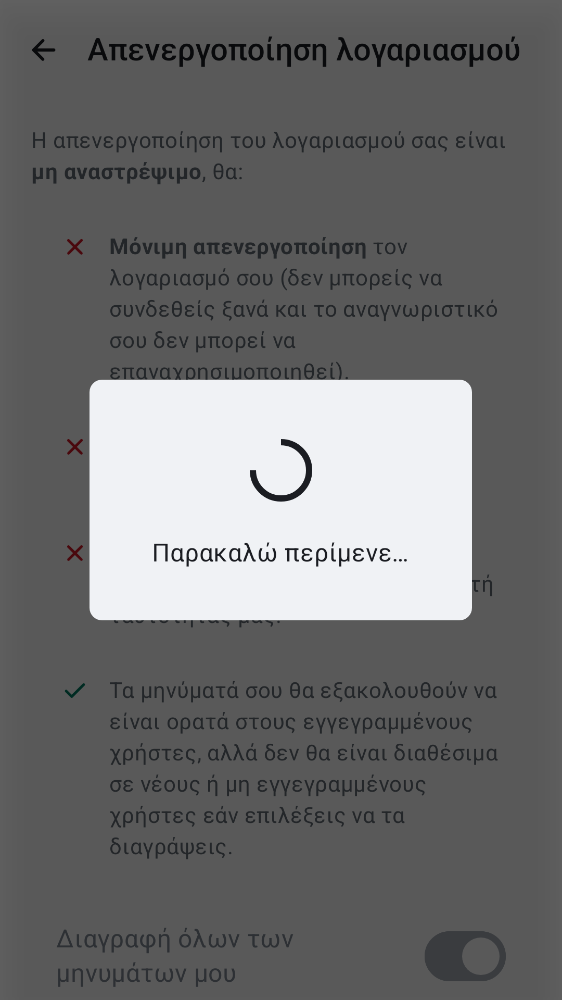 Απενεργοποίηση λογαριασμού
Η απενεργοποίηση του λογαριασμού σας είναι
μη αναστρέψιμο, θα:
Μόνιμη απενεργοποίηση τον
λογαριασμό σου (δεν μπορείς να
συνδεθείς ξανά και το αναγνωριστικό
σου δεν μπορεί να
επαναχρησιμοποιηθεί).
Παρακαλώ περίμενε...
τή
Τα μηνύματά σου θα εξακολουθούν να
είναι ορατά στους εγγεγραμμένους
χρήστες, αλλά δεν θα είναι διαθέσιμα
σε νέους ή μη εγγεγραμμένους
χρήστες εάν επιλέξεις να τα
διαγράψεις.
Διαγραφή όλων των
μηνυμάτων μου